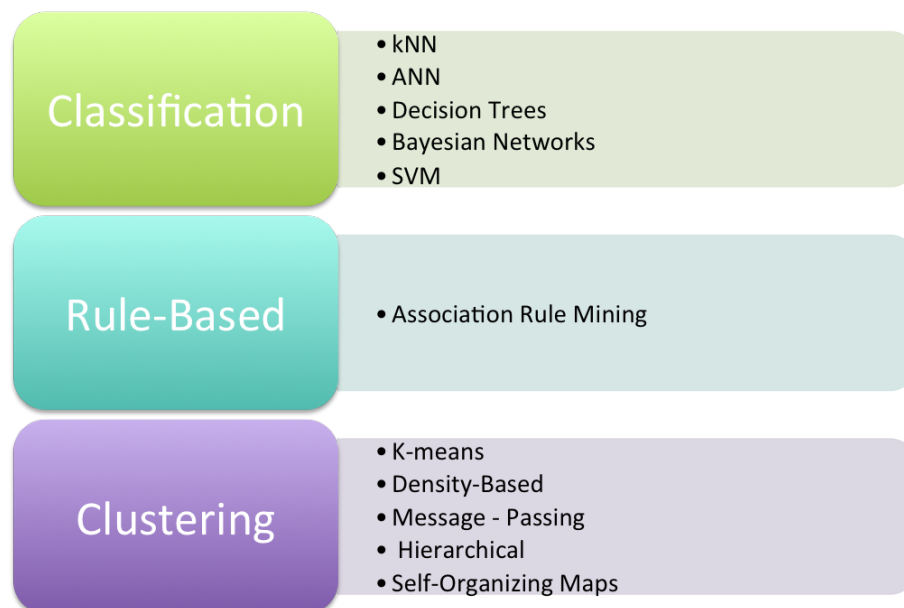 Classification
• kNN
• ANN
• Decision Trees
• Bayesian Networks
• SVM
Rule-Based
• Association Rule Mining
Clustering
• K-means
• Density-Based
• Message - Passing
• Hierarchical
• Self-Organizing Maps